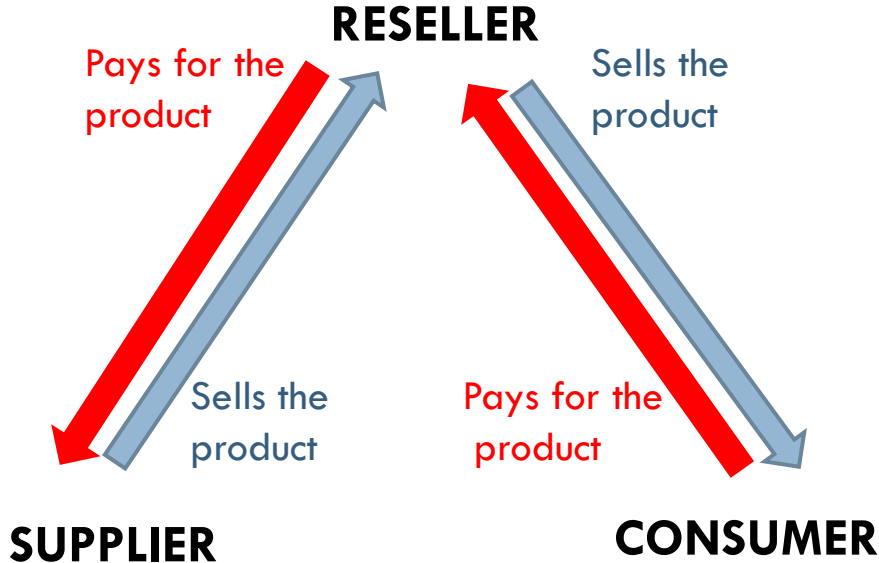 RESELLER
Pays for the
product
Sells the
product
Sells the
product
Pays for the
product
SUPPLIER
CONSUMER